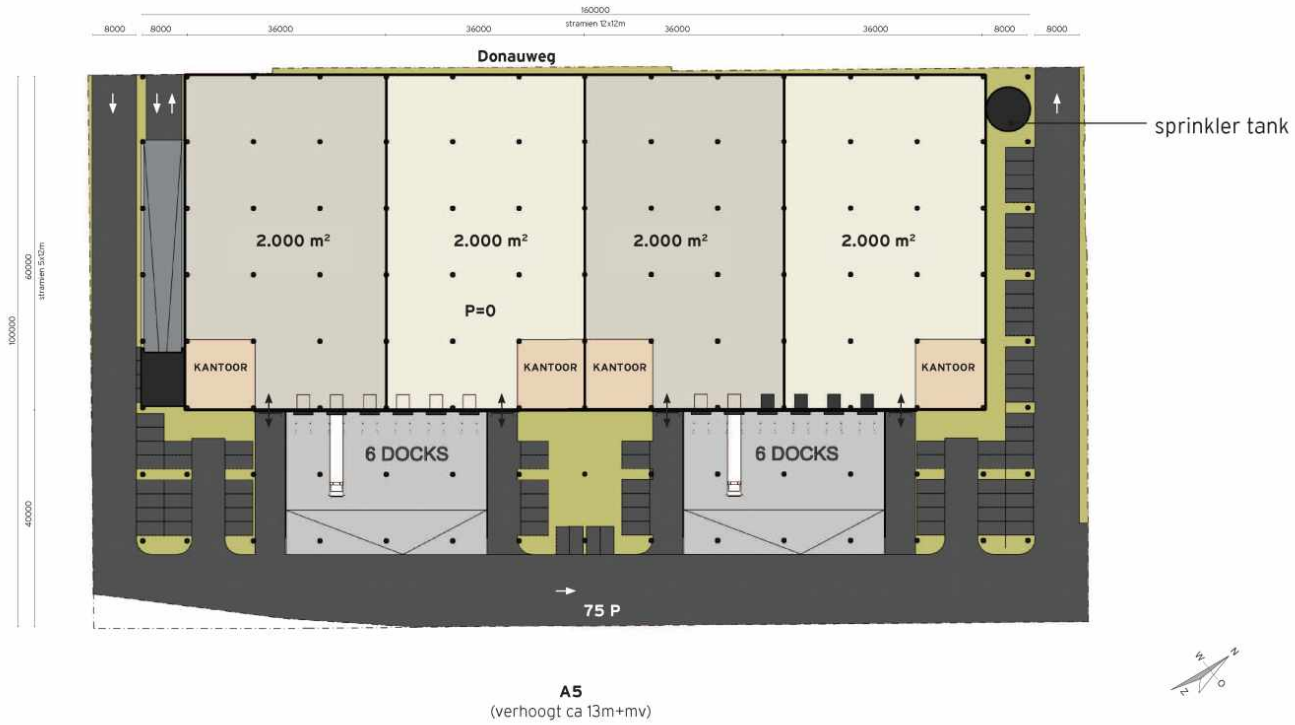 160000
stramien 12x12m
8000 8000 36000 36000 36000 36000 8000 8000
Donauweg
sprinkler tank
2.000 m² 2.000 m² 2.000 m² 2.000 m²
P=0
100000
60000
stramien 5x12m
40000
KANTOOR KANTOOR KANTOOR KANTOOR
6 DOCKS 6 DOCKS
75 P
A5
(verhoogt ca 13m+mv)
W N
Z O